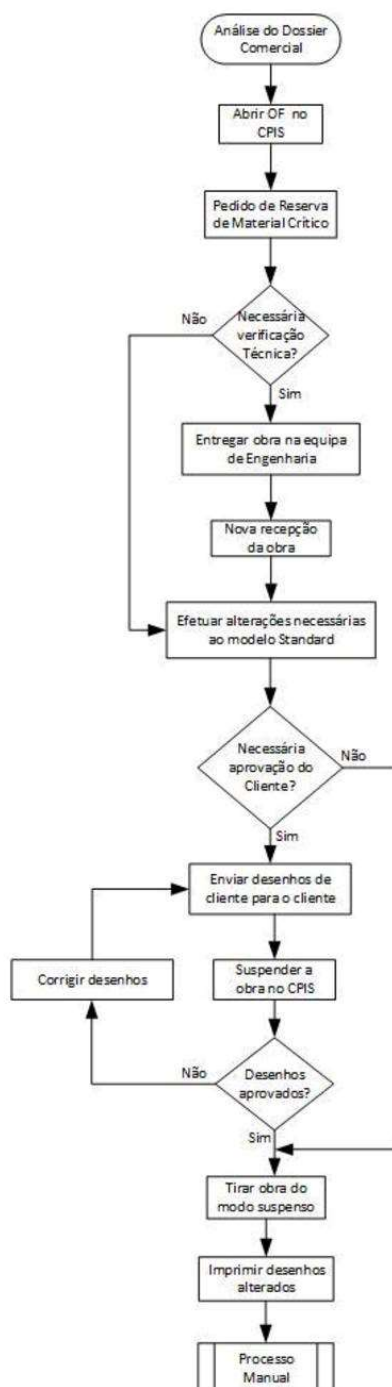 Análise do Dossier
Comercial
Abrir OF no
CPIS
Pedido de Reserva
de Material Crítico
Não
Necessária
verificação
Técnica?
Sim
Entregar obra na equipa
de Engenharia
Nova recepção
da obra
Efetuar alterações necessárias
ao modelo Standard
Necessária
aprovação do
Cliente?
Não
Sim
Enviar desenhos de
cliente para o cliente
Corrigir desenhos
Suspender a
obra no CPIS
Não
Desenhos
aprovados?
Sim
Tirar obra do
modo suspenso
Imprimir desenhos
alterados
Processo
Manual